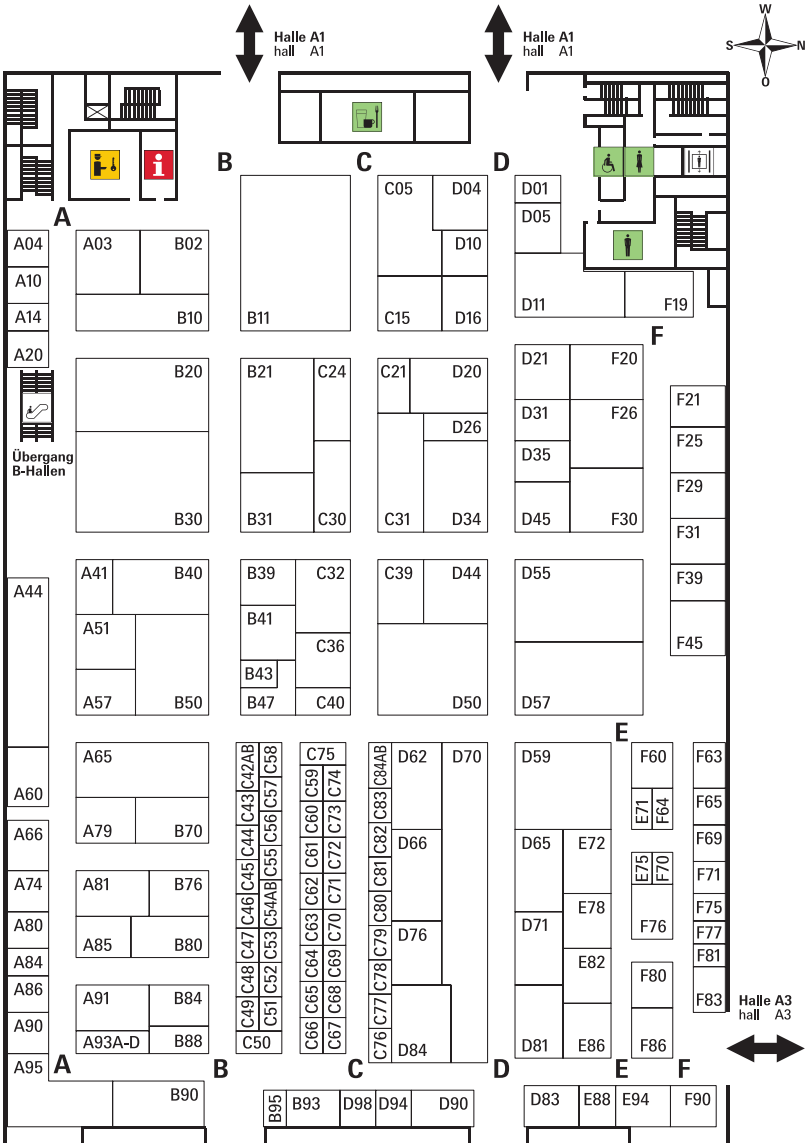 Halle A1
hall A1
Halle A1
hall A1
W
S
N
O
i
B
C
D
A
C05
D04
D01
D05
A04
A03
B02
D10
A10
A14
B10
B11
C15
D16
D11
F19
A20
F
B20
B21
C24
C21
D20
D21
F20
F21
D26
D31
F26
F25
Übergang
B-Hallen
D35
F29
B30
B31
C30
C31
D34
D45
F30
F31
A44
A41
B40
B39
C32
C39
D44
D55
F39
B41
A51
C36
F45
B43
A57
B50
B47
C40
D50
D57
E
A65
C42AB
C58
C75
C84AB
D62
D70
D59
F60
F63
C59
C74
A60
C43
C57
C83
E71
F64
F65
A66
A79
B70
C44
C56
C60
C73
C82
D66
D65
E72
F69
C45
C55
C61
C72
C81
E75
F70
F71
A74
A81
B76
C46
C54AB
C62
C71
C80
E78
F75
A80
C47
C53
C63
C70
C79
D76
D71
F76
F77
A84
A85
B80
C48
C52
C64
C69
C78
E82
F81
A86
A91
B84
C49
C51
C65
C68
C77
F80
F83
Halle A3
hall A3
A90
A93A-D
B88
C50
C66
C67
C76
D84
D81
E86
F86
A95
A
B
C
D
E
F
B90
B95
B93
D98
D94
D90
D83
E88
E94
F90